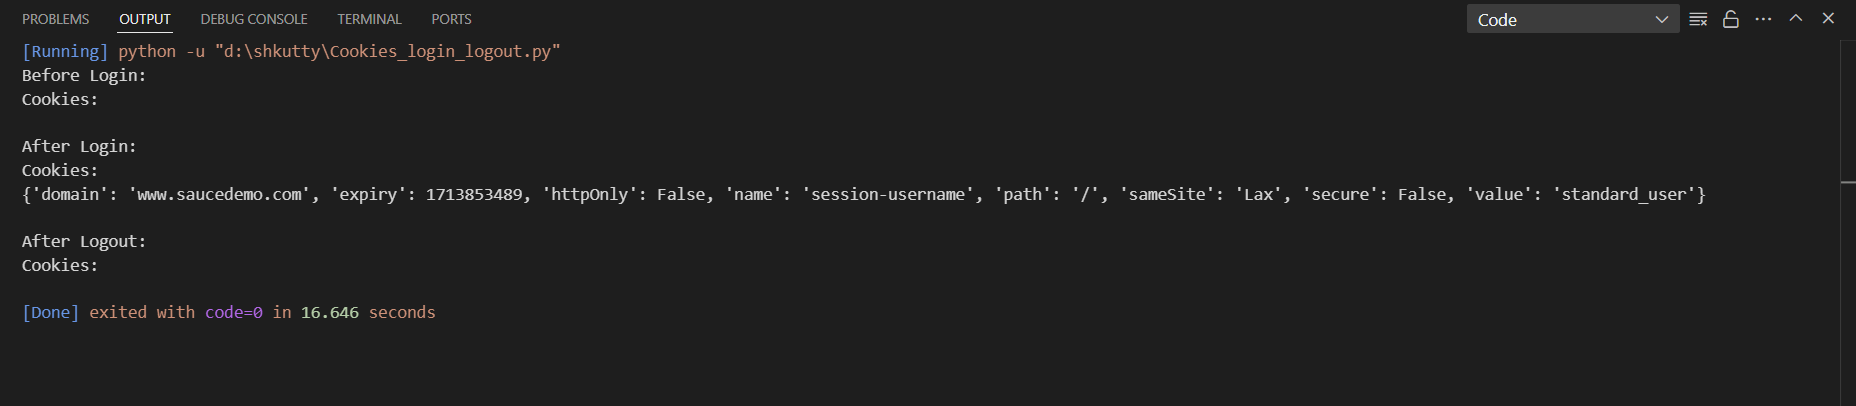 PROBLEMS OUTPUT DEBUG CONSOLE TERMINAL PORTS Code
[Running] python -u "d:\shkutty\Cookies_login_logout.py"
Before Login:
Cookies:
After Login:
Cookies:
{'domain': 'www.saucedemo.com', 'expiry': 1713853489, 'httpOnly': False, 'name': 'session-username', 'path': '/', 'sameSite': 'Lax', 'secure': False, 'value': 'standard_user'}
After Logout:
Cookies:
[Done] exited with code=0 in 16.646 seconds